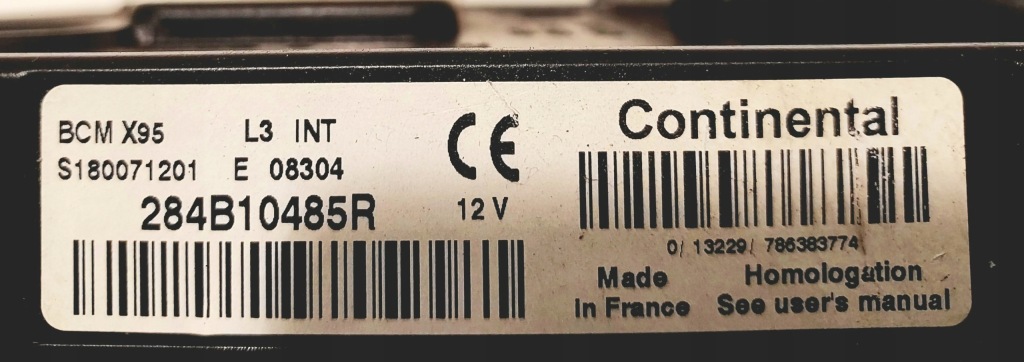 BCM X95 L3 INT
S180071201 E 08304
284B10485R
CE
12 V
Continental
0/ 13229/ 786383774
Made
In France
Homologation
See user's manual